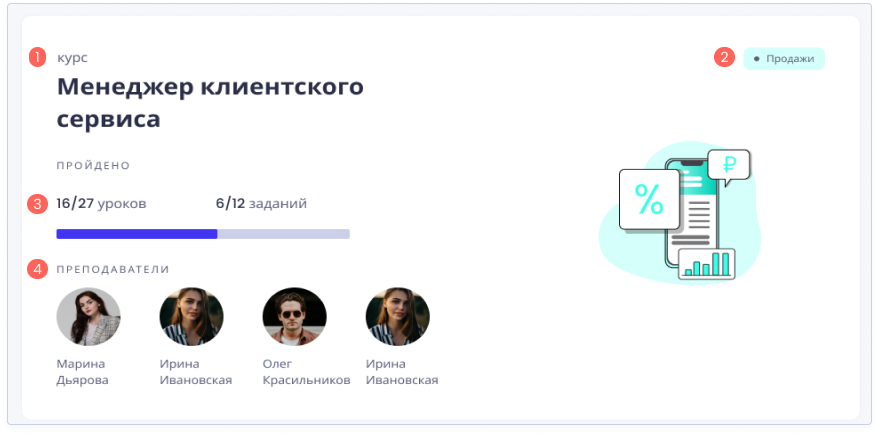 1 курс
2 • Продажи
Менеджер клиентского
сервиса
ПРОЙДЕНО
3 16/27 уроков 6/12 заданий
4 ПРЕПОДАВАТЕЛИ
% ₽
Марина Дьярова
Ирина Ивановская
Олег Красильников
Ирина Ивановская